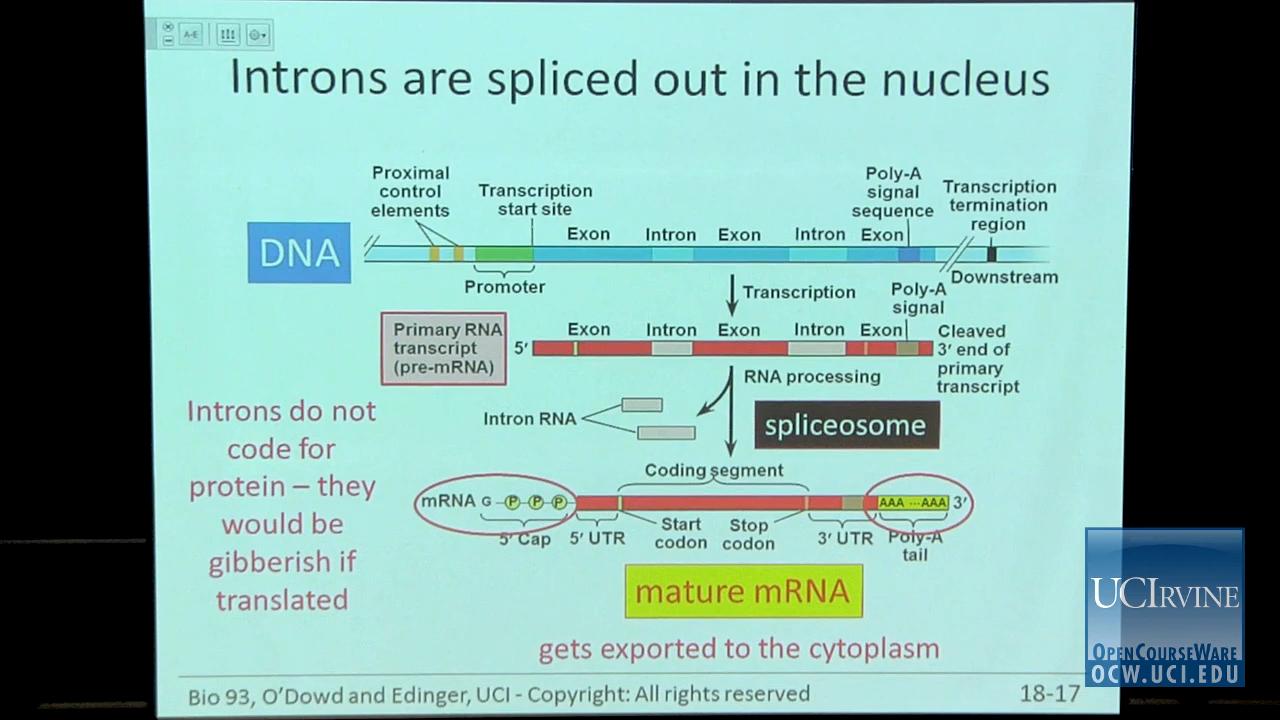 A-E
Introns are spliced out in the nucleus
Proximal
control
elements
Transcription
start site
Poly-A
signal
sequence
Transcription
termination
region
DNA
Exon
Intron
Exon
Intron
Exon
Promoter
Downstream
Transcription
Poly-A
signal
Primary RNA
transcript
(pre-mRNA)
5′
Exon
Intron
Exon
Intron
Exon
Cleaved
3′ end of
primary
transcript
RNA processing
Intron RNA
spliceosome
Introns do not
code for
protein – they
would be
gibberish if
translated
Coding segment
mRNA
G
P
P
P
AAA ···AAA
3′
5′ Cap
5′ UTR
Start
codon
Stop
codon
3′ UTR
Poly-A
tail
mature mRNA
gets exported to the cytoplasm
Bio 93, O'Dowd and Edinger, UCI - Copyright: All rights reserved
18-17
UCIRVINE
OPENCOURSEWARE
OCW.UCI.EDU